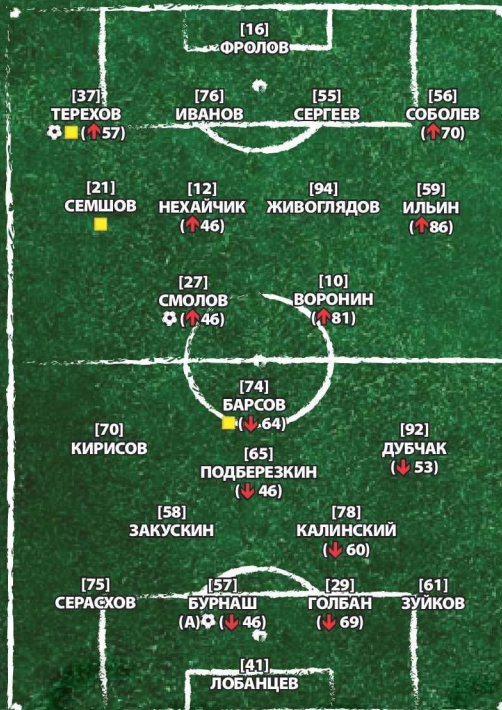 [16]
ФРОЛОВ
[37] [76] [55] [56]
ТЕРЕХОВ ИВАНОВ СЕРГЕЕВ СОБОЛЕВ
(57) (70)
[21] [12] [94] [59]
СЕМШОВ НЕХАЙЧИК ЖИВОГЛЯДОВ ИЛЬИН
(46) (86)
[27] [10]
СМОЛОВ ВОРОНИН
(46) (81)
[74]
БАРСОВ
(64)
[70] [92]
КИРИСОВ ДУБЧАК
(53)
[65]
ПОДБЕРЕЗКИН
(46)
[58] [78]
ЗАКУСКИН КАЛИНСКИЙ
(60)
[75] [57] [29] [61]
СЕРАСХОВ БУРНАШ ГОЛБАН ЗУЙКОВ
(А) (46) (69)
[41]
ЛОБАНЦЕВ